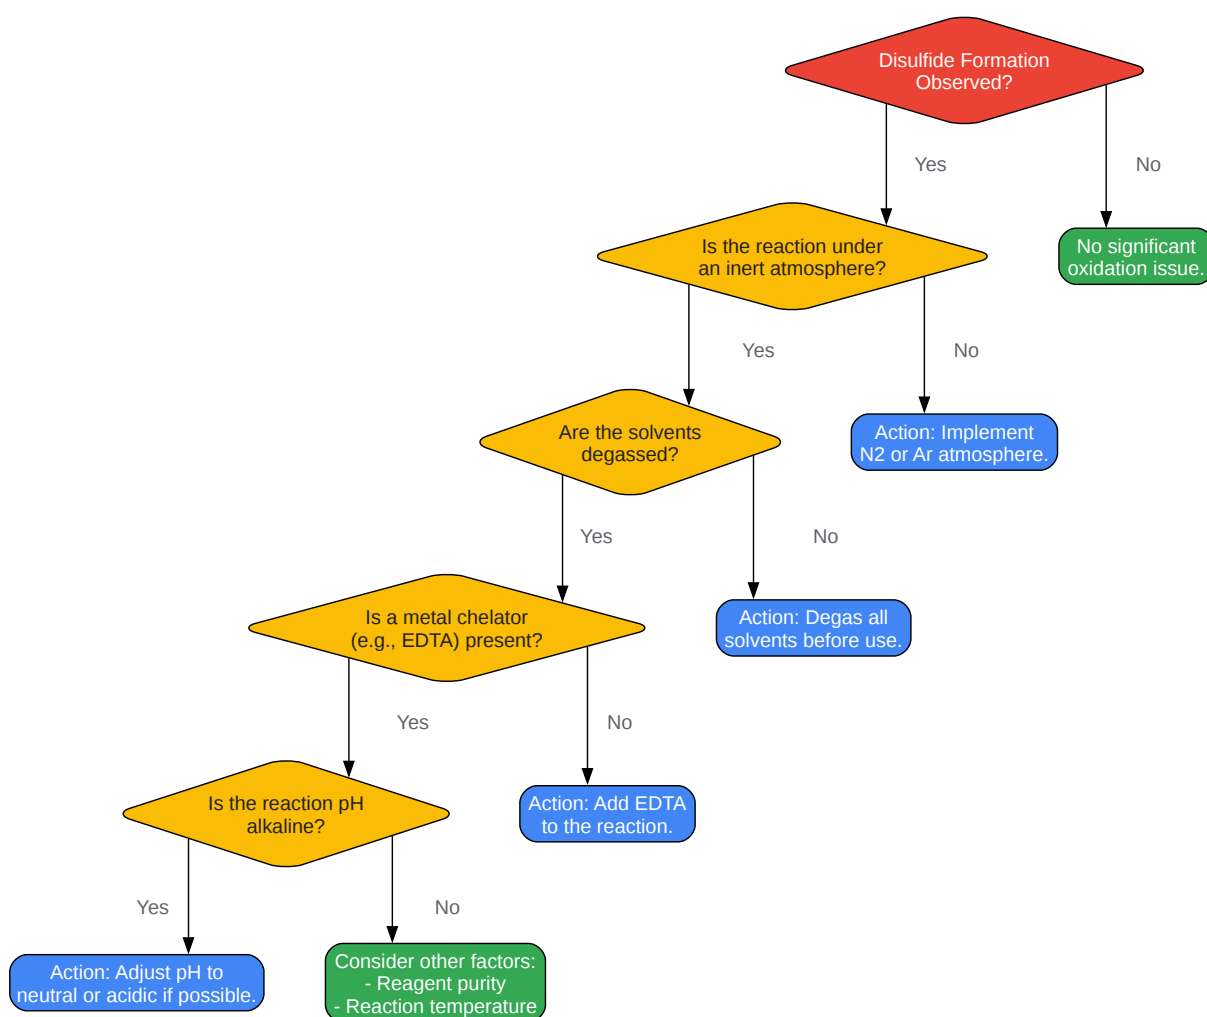 Disulfide Formation
Observed?
Yes
No
Is the reaction under
an inert atmosphere?
No significant
oxidation issue.
Yes
No
Are the solvents
degassed?
Action: Implement
N2 or Ar atmosphere.
Yes
No
Is a metal chelator
(e.g., EDTA) present?
Action: Degas all
solvents before use.
Yes
No
Is the reaction pH
alkaline?
Action: Add EDTA
to the reaction.
Yes
No
Action: Adjust pH to
neutral or acidic if possible.
Consider other factors:
- Reagent purity
- Reaction temperature